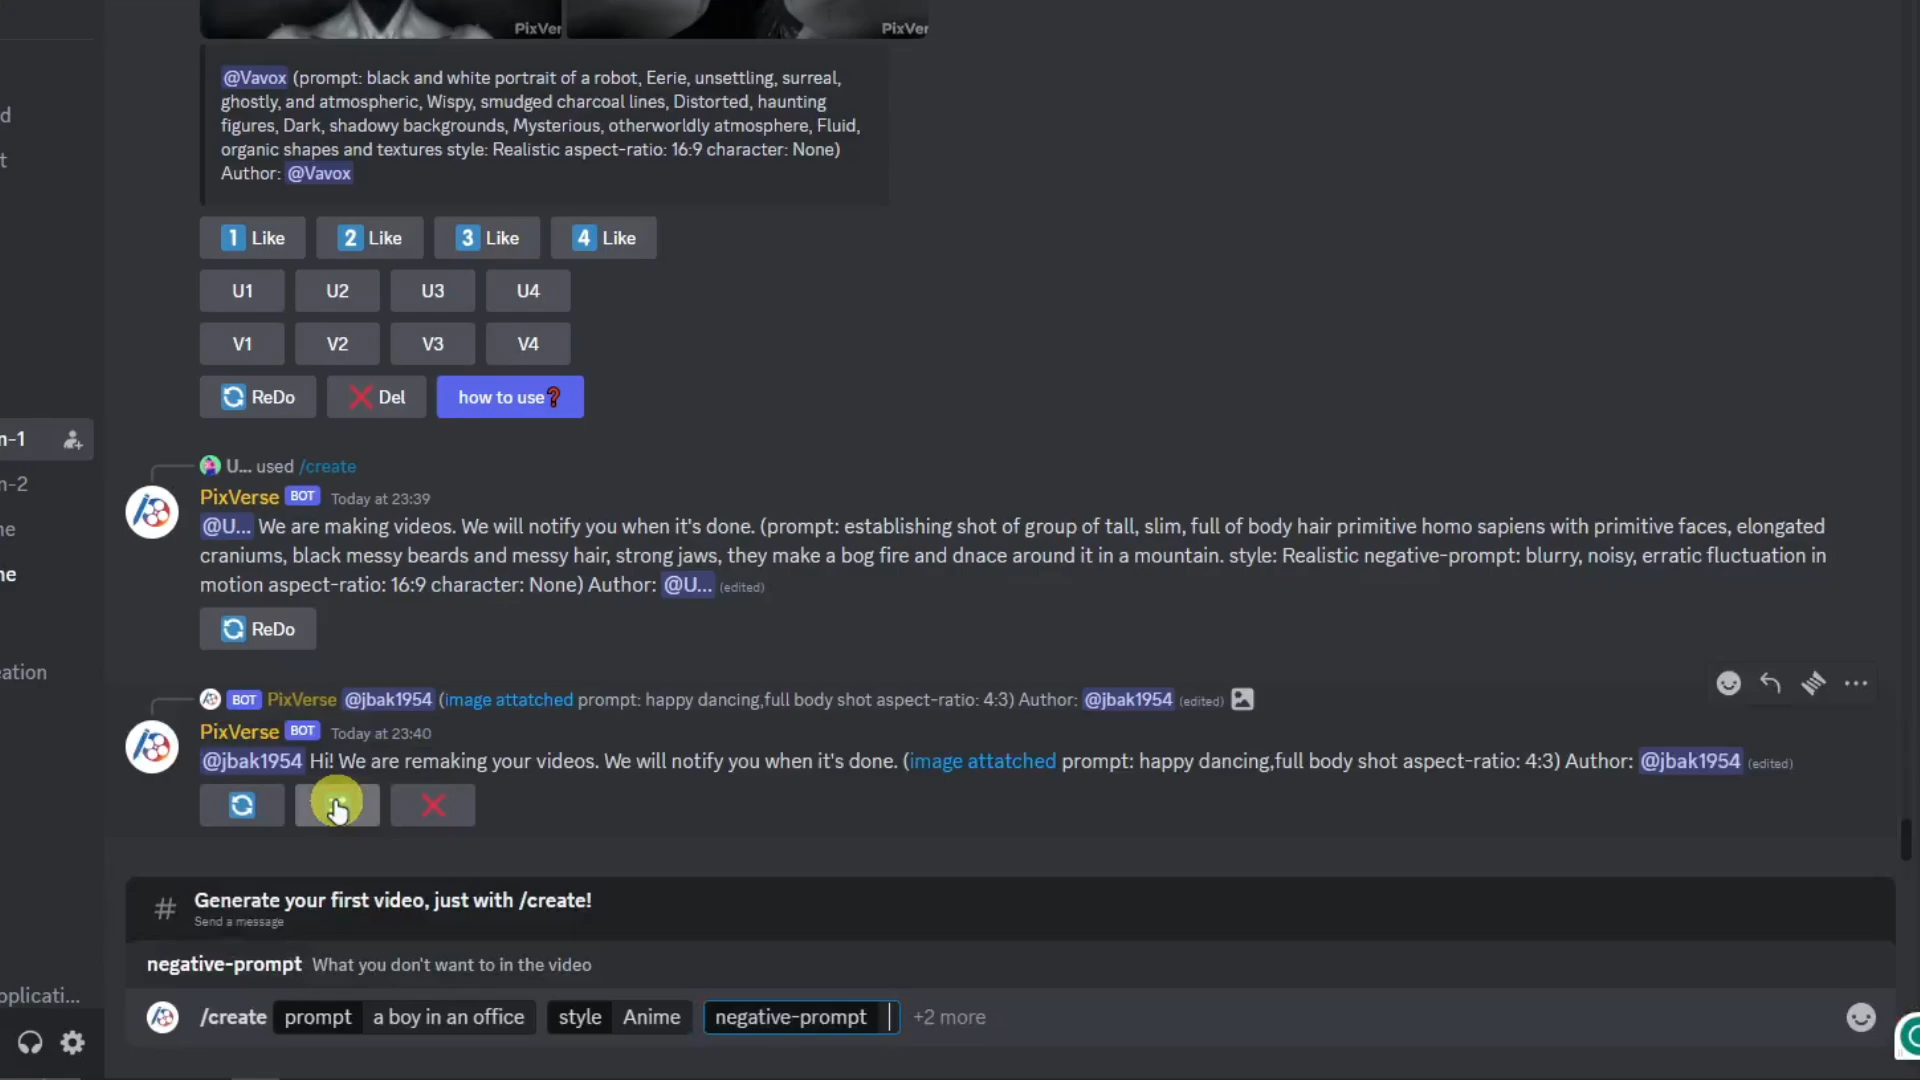 PixVer
PixVer
@Vavox (prompt: black and white portrait of a robot, Eerie, unsettling, surreal,
ghostly, and atmospheric, Wispy, smudged charcoal lines, Distorted, haunting
figures, Dark, shadowy backgrounds, Mysterious, otherworldly atmosphere, Fluid,
organic shapes and textures style: Realistic aspect-ratio: 16:9 character: None)
Author: @Vavox
d
t
1 Like 2 Like 3 Like 4 Like
U1 U2 U3 U4
V1 V2 V3 V4
ReDo Del how to use?
n-1
n-2
ne
ne
eation
pplicati...
U... used /create
PixVerse BOT Today at 23:39
@U... We are making videos. We will notify you when it's done. (prompt: establishing shot of group of tall, slim, full of body hair primitive homo sapiens with primitive faces, elongated
craniums, black messy beards and messy hair, strong jaws, they make a bog fire and dnace around it in a mountain. style: Realistic negative-prompt: blurry, noisy, erratic fluctuation in
motion aspect-ratio: 16:9 character: None) Author: @U... (edited)
ReDo
BOT PixVerse @jbak1954 (image attatched prompt: happy dancing,full body shot aspect-ratio: 4:3) Author: @jbak1954 (edited)
PixVerse BOT Today at 23:40
@jbak1954 Hi! We are remaking your videos. We will notify you when it's done. (image attatched prompt: happy dancing,full body shot aspect-ratio: 4:3) Author: @jbak1954 (edited)
# Generate your first video, just with /create!
Send a message
negative-prompt What you don't want to in the video
/create prompt a boy in an office style Anime negative-prompt +2 more